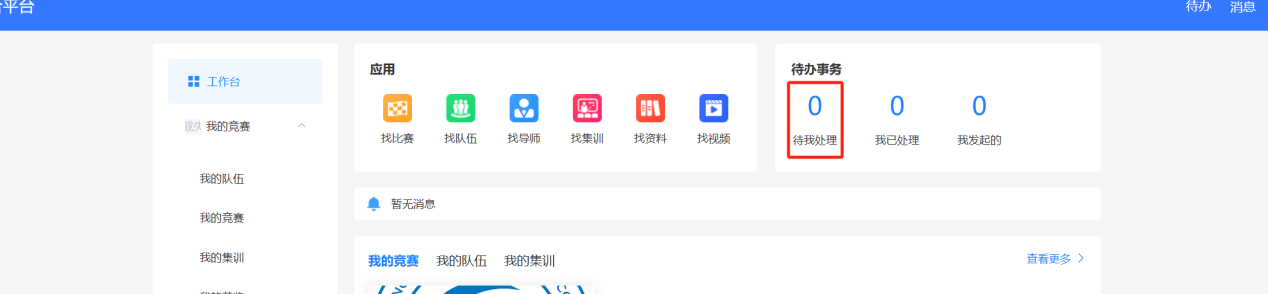 平台
待办 消息
工作台
我的竞赛
我的队伍
我的竞赛
我的集训
应用
找比赛 找队伍 找导师 找集训 找资料 找视频
待办事务
0 0 0
待我处理 我已处理 我发起的
暂无消息
我的竞赛 我的队伍 我的集训
查看更多